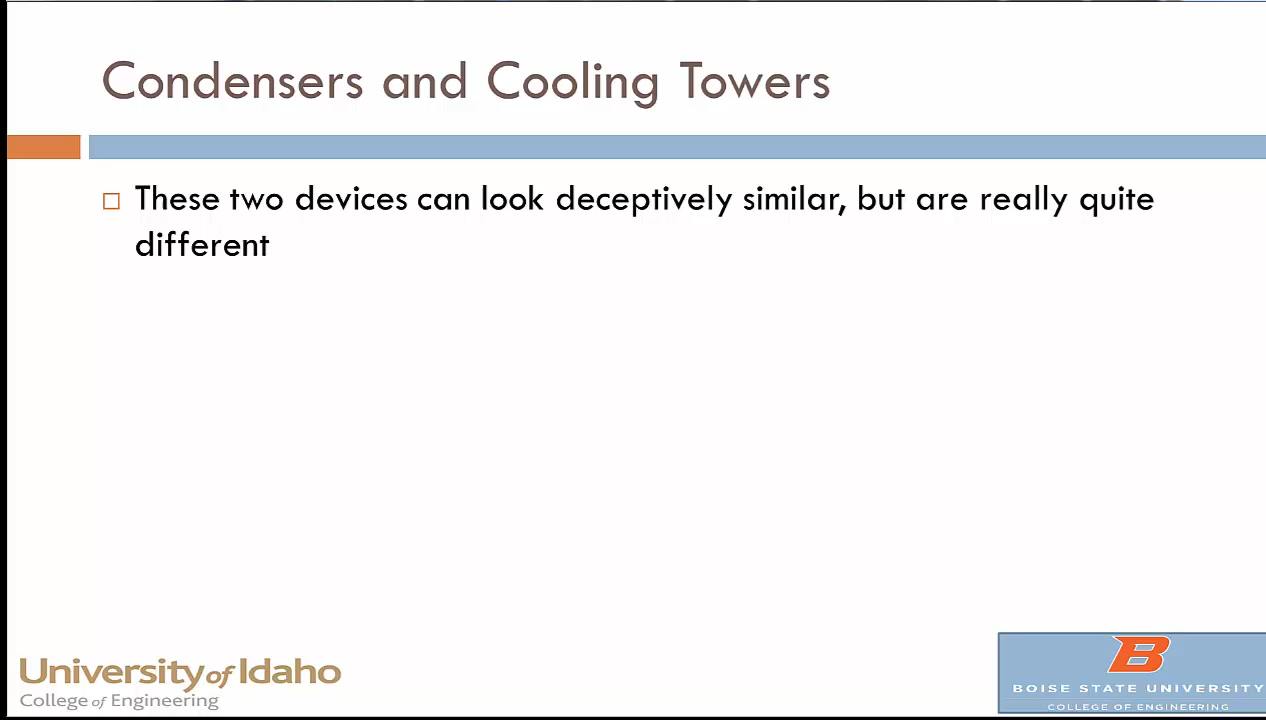 Condensers and Cooling Towers
These two devices can look deceptively similar, but are really quite
different
University of Idaho
College of Engineering
B
BOISE STATE UNIVERSITY
COLLEGE OF ENGINEERING